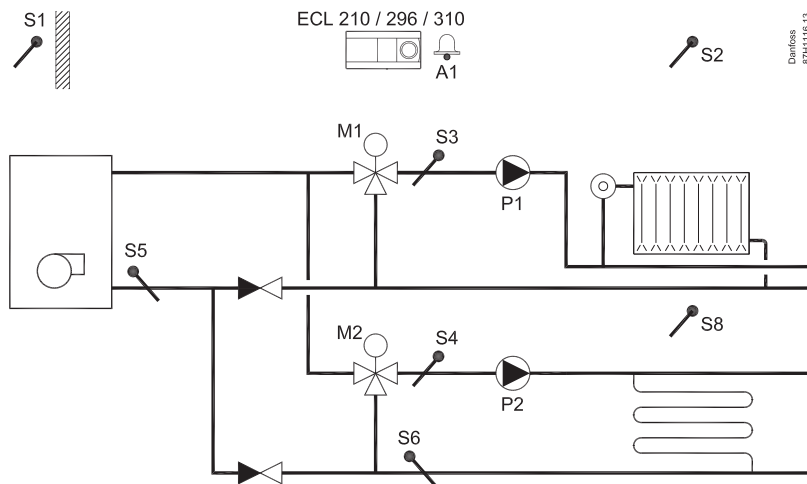 S1
ECL 210 / 296 / 310
A1
S2
Danfoss
87H1116.13
M1
S3
P1
S5
S8
M2
S4
P2
S6